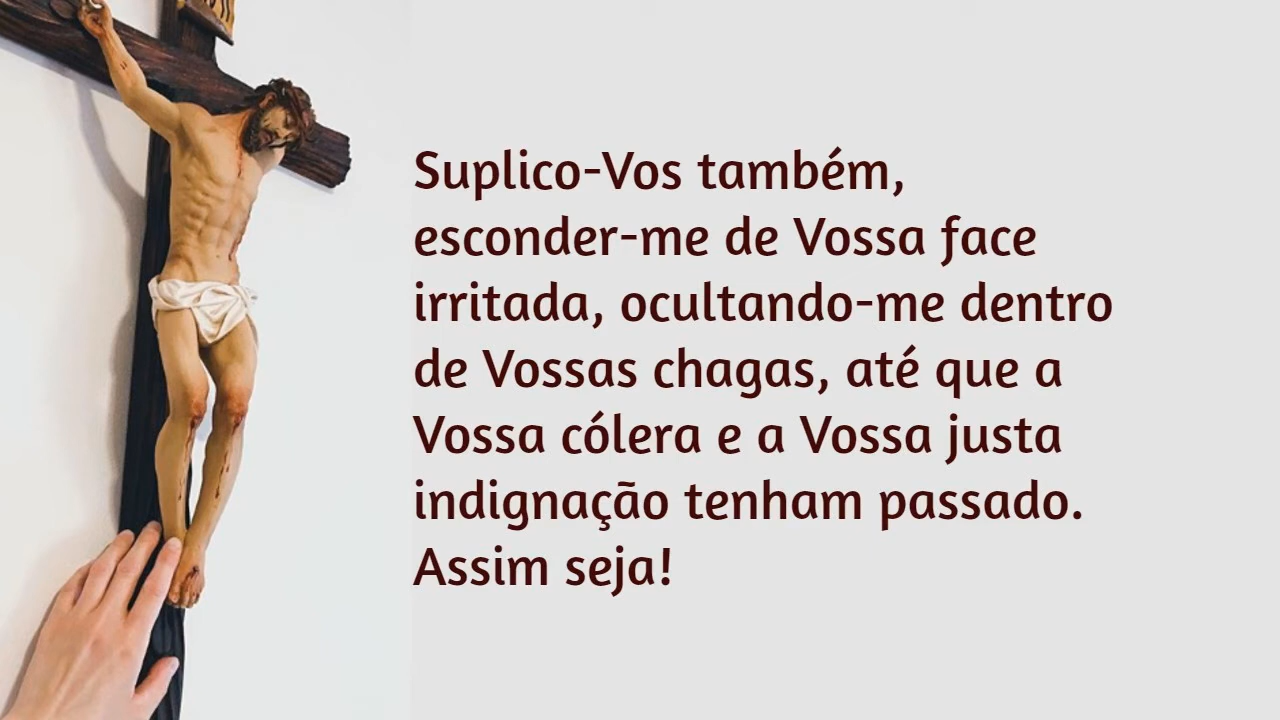 Suplico-Vos também,
esconder-me de Vossa face
irritada, ocultando-me dentro
de Vossas chagas, até que a
Vossa cólera e a Vossa justa
indignação tenham passado.
Assim seja!